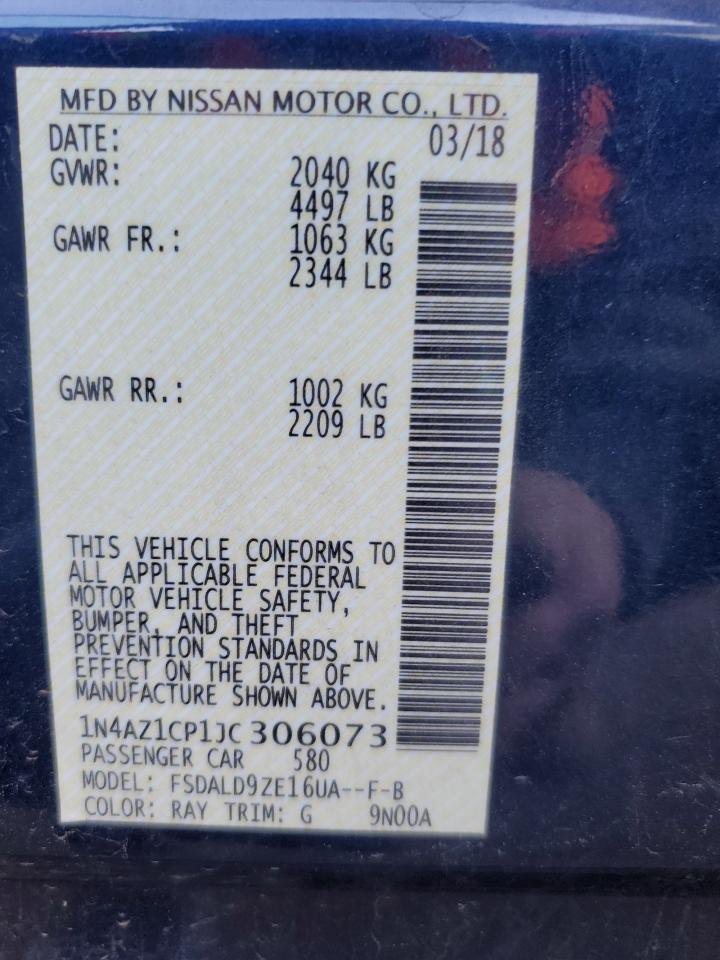 MFD BY NISSAN MOTOR CO., LTD.
DATE: 03/18
GVWR: 2040 KG
4497 LB
GAWR FR.: 1063 KG
2344 LB
GAWR RR.: 1002 KG
2209 LB
THIS VEHICLE CONFORMS TO
ALL APPLICABLE FEDERAL
MOTOR VEHICLE SAFETY,
BUMPER, AND THEFT
PREVENTION STANDARDS IN
EFFECT ON THE DATE OF
MANUFACTURE SHOWN ABOVE.
1N4AZ1CP1JC 306073
PASSENGER CAR 580
MODEL: FSDALD9ZE16UA--F-B
COLOR: RAY TRIM: G 9N00A